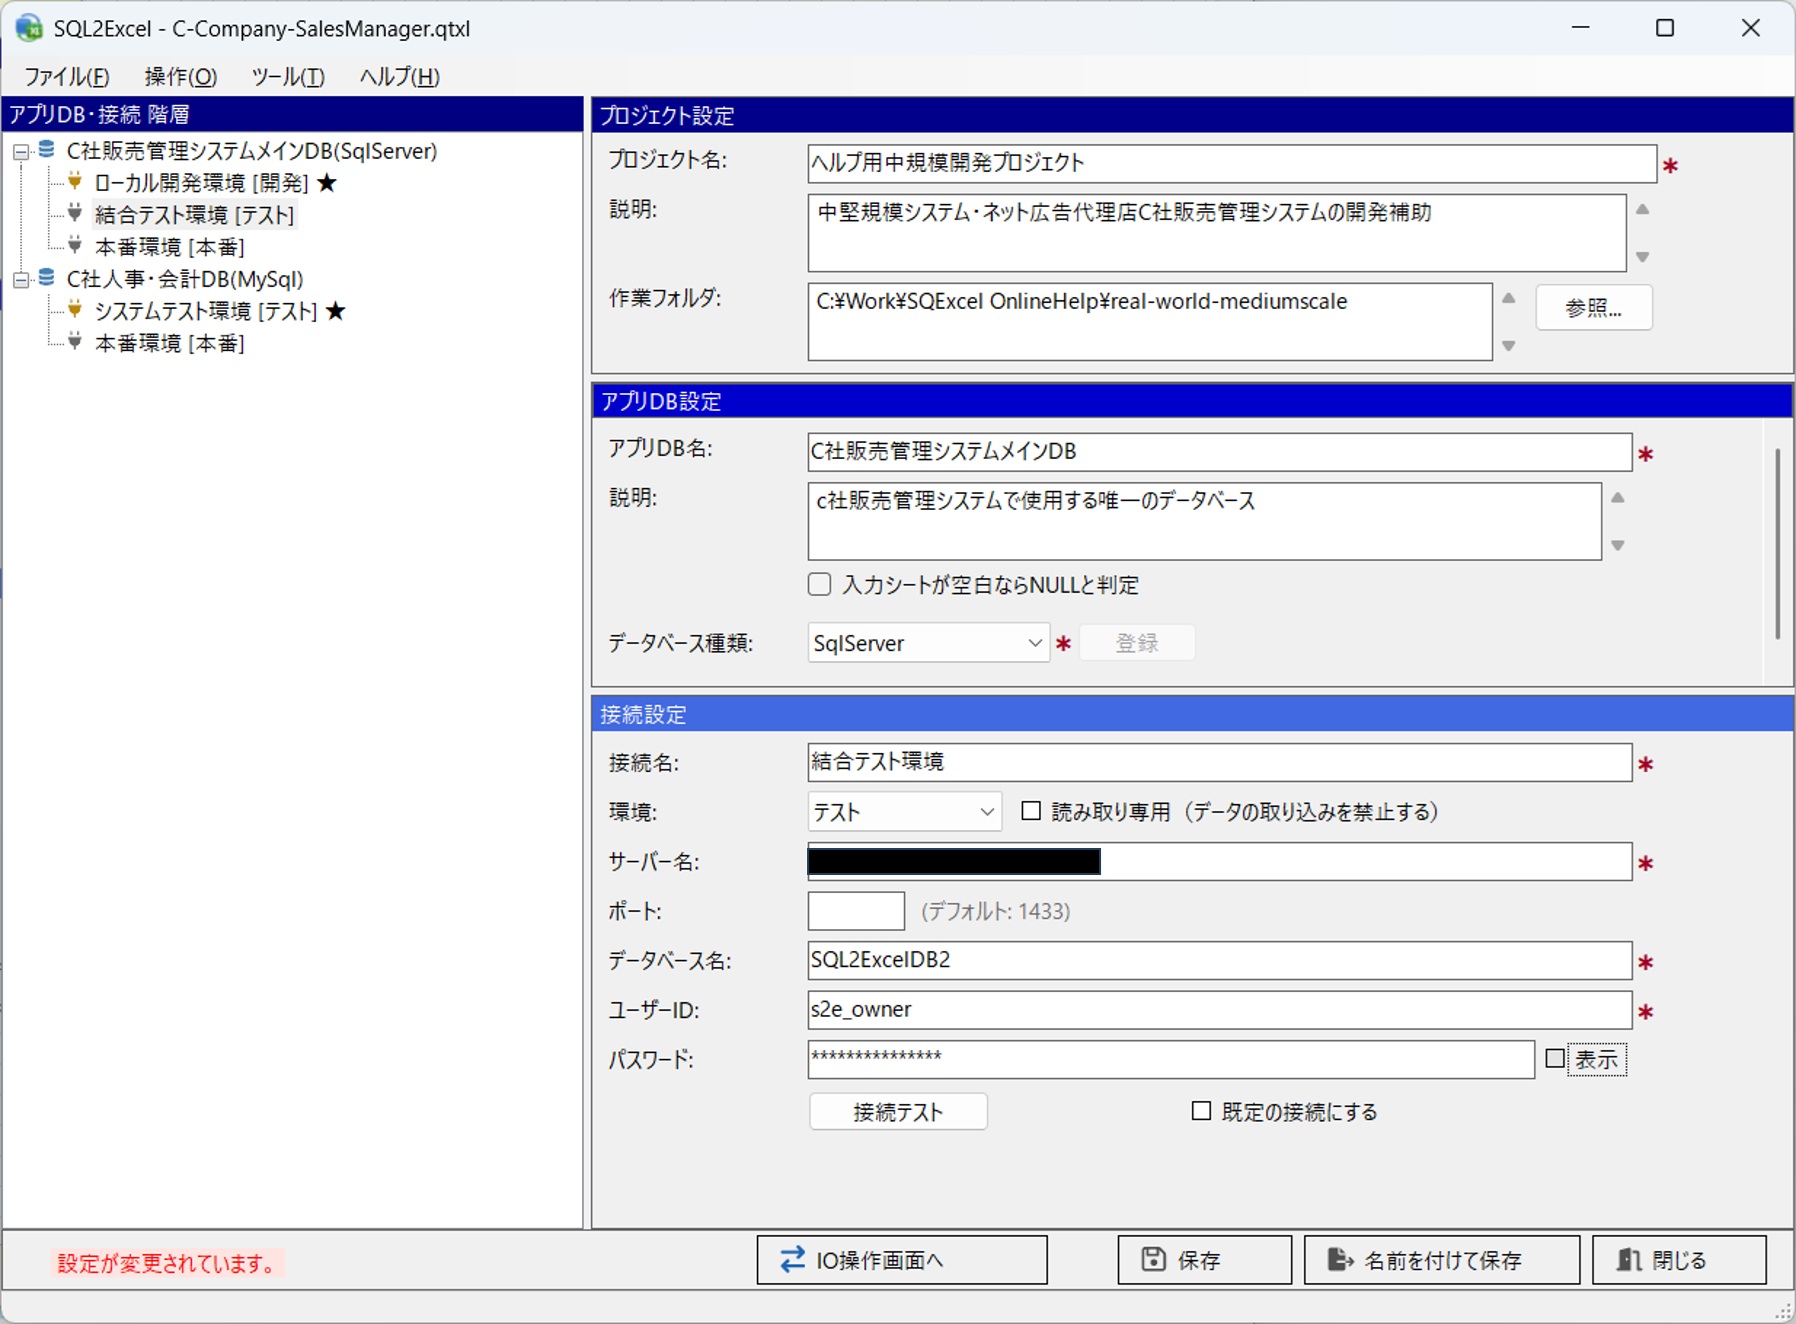 SQL2Excel - C-Company-SalesManager.qtxl
ファイル(F) 操作(O) ツール(T) ヘルプ(H)
アプリDB・接続 階層
C社販売管理システムメインDB(SqlServer)
ローカル開発環境 [開発] ★
結合テスト環境 [テスト]
本番環境 [本番]
C社人事・会計DB(MySql)
システムテスト環境 [テスト] ★
本番環境 [本番]
プロジェクト設定
プロジェクト名: ヘルプ用中規模開発プロジェクト *
説明: 中堅規模システム・ネット広告代理店C社販売管理システムの開発補助
作業フォルダ: C:¥Work¥SQExcel OnlineHelp¥real-world-mediumscale 参照...
アプリDB設定
アプリDB名: C社販売管理システムメインDB *
説明: c社販売管理システムで使用する唯一のデータベース
入力シートが空白ならNULLと判定
データベース種類: SqlServer * 登録
接続設定
接続名: 結合テスト環境 *
環境: テスト 読み取り専用（データの取り込みを禁止する）
サーバー名: *
ポート: (デフォルト: 1433)
データベース名: SQL2ExcelDB2 *
ユーザーID: s2e_owner *
パスワード: *************** 表示
接続テスト 既定の接続にする
設定が変更されています。 IO操作画面へ 保存 名前を付けて保存 閉じる